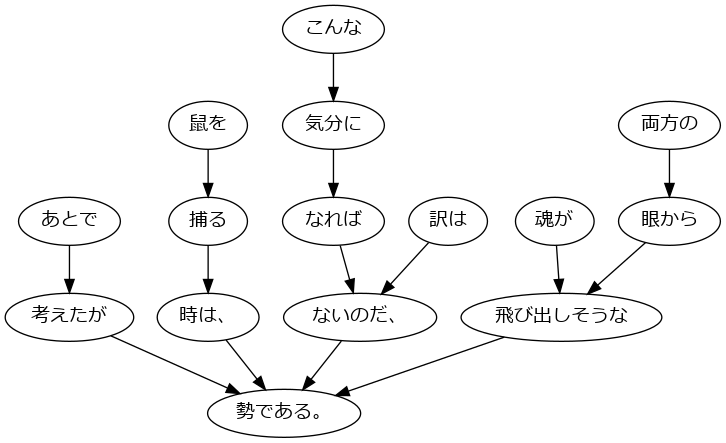 こんな
鼠を
気分に
両方の
あとで
捕る
なれば
訳は
魂が
眼から
考えたが
時は、
ないのだ、
飛び出しそうな
勢である。